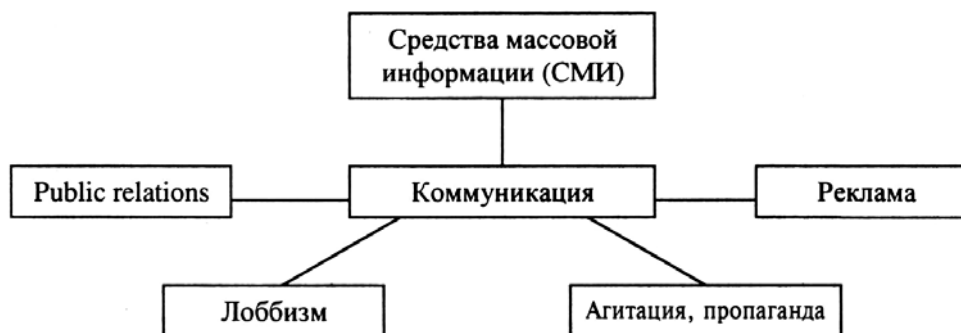 Средства массовой
информации (СМИ)
Public relations
Коммуникация
Реклама
Лоббизм
Агитация, пропаганда